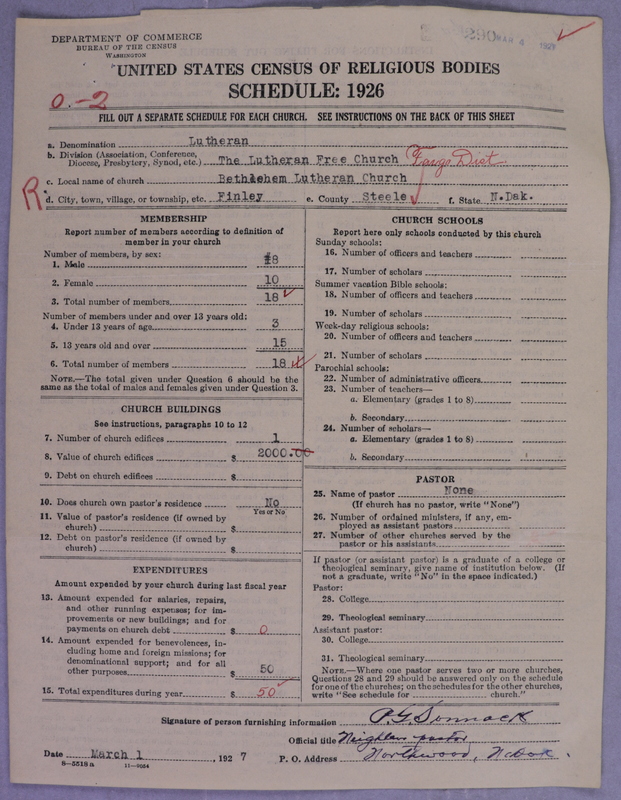 DEPARTMENT OF COMMERCE
BUREAU OF THE CENSUS
WASHINGTON
MAR 4 1927
UNITED STATES CENSUS OF RELIGIOUS BODIES
SCHEDULE: 1926
O.-2
FILL OUT A SEPARATE SCHEDULE FOR EACH CHURCH. SEE INSTRUCTIONS ON THE BACK OF THIS SHEET
a. Denomination Lutheran
b. Division (Association, Conference, Diocese, Presbytery, Synod, etc.) The Lutheran Free Church Fargo Dist.
R
c. Local name of church Bethlehem Lutheran Church
d. City, town, village, or township, etc. Finley e. County Steele f. State N.Dak.
MEMBERSHIP
Report number of members according to definition of
member in your church
Number of members, by sex:
1. Male 8
2. Female 10
3. Total number of members 18
Number of members under and over 13 years old:
4. Under 13 years of age 3
5. 13 years old and over 15
6. Total number of members 18
NOTE.—The total given under Question 6 should be the
same as the total of males and females given under Question 3.
CHURCH BUILDINGS
See instructions, paragraphs 10 to 12
7. Number of church edifices 1
8. Value of church edifices $ 2000.00
9. Debt on church edifices $
10. Does church own pastor's residence No
Yes or No
11. Value of pastor's residence (if owned by
church) $
12. Debt on pastor's residence (if owned by
church) $
EXPENDITURES
Amount expended by your church during last fiscal year
13. Amount expended for salaries, repairs,
and other running expenses; for im-
provements or new buildings; and for
payments on church debt $ 0
14. Amount expended for benevolences, in-
cluding home and foreign missions; for
denominational support; and for all
other purposes $ 50
15. Total expenditures during year $ 50
CHURCH SCHOOLS
Report here only schools conducted by this church
Sunday schools:
16. Number of officers and teachers
17. Number of scholars
Summer vacation Bible schools:
18. Number of officers and teachers
19. Number of scholars
Week-day religious schools:
20. Number of officers and teachers
21. Number of scholars
Parochial schools:
22. Number of administrative officers
23. Number of teachers—
a. Elementary (grades 1 to 8)
b. Secondary
24. Number of scholars—
a. Elementary (grades 1 to 8)
b. Secondary
PASTOR
25. Name of pastor None
(If church has no pastor, write "None")
26. Number of ordained ministers, if any, em-
ployed as assistant pastors
27. Number of other churches served by the
pastor or his assistants
If pastor (or assistant pastor) is a graduate of a college or
theological seminary, give name of institution below. (If
not a graduate, write "No" in the space indicated.)
Pastor:
28. College
29. Theological seminary
Assistant pastor:
30. College
31. Theological seminary
NOTE.—Where one pastor serves two or more churches,
Questions 28 and 29 should be answered only on the schedule
for one of the churches; on the schedules for the other churches,
write "See schedule for church."
Signature of person furnishing information P.G Sonnack
Official title Neighbor pastor
Date March 1, 1927 P. O. Address Northwood, N Dak.
8-5518 a 11-9024